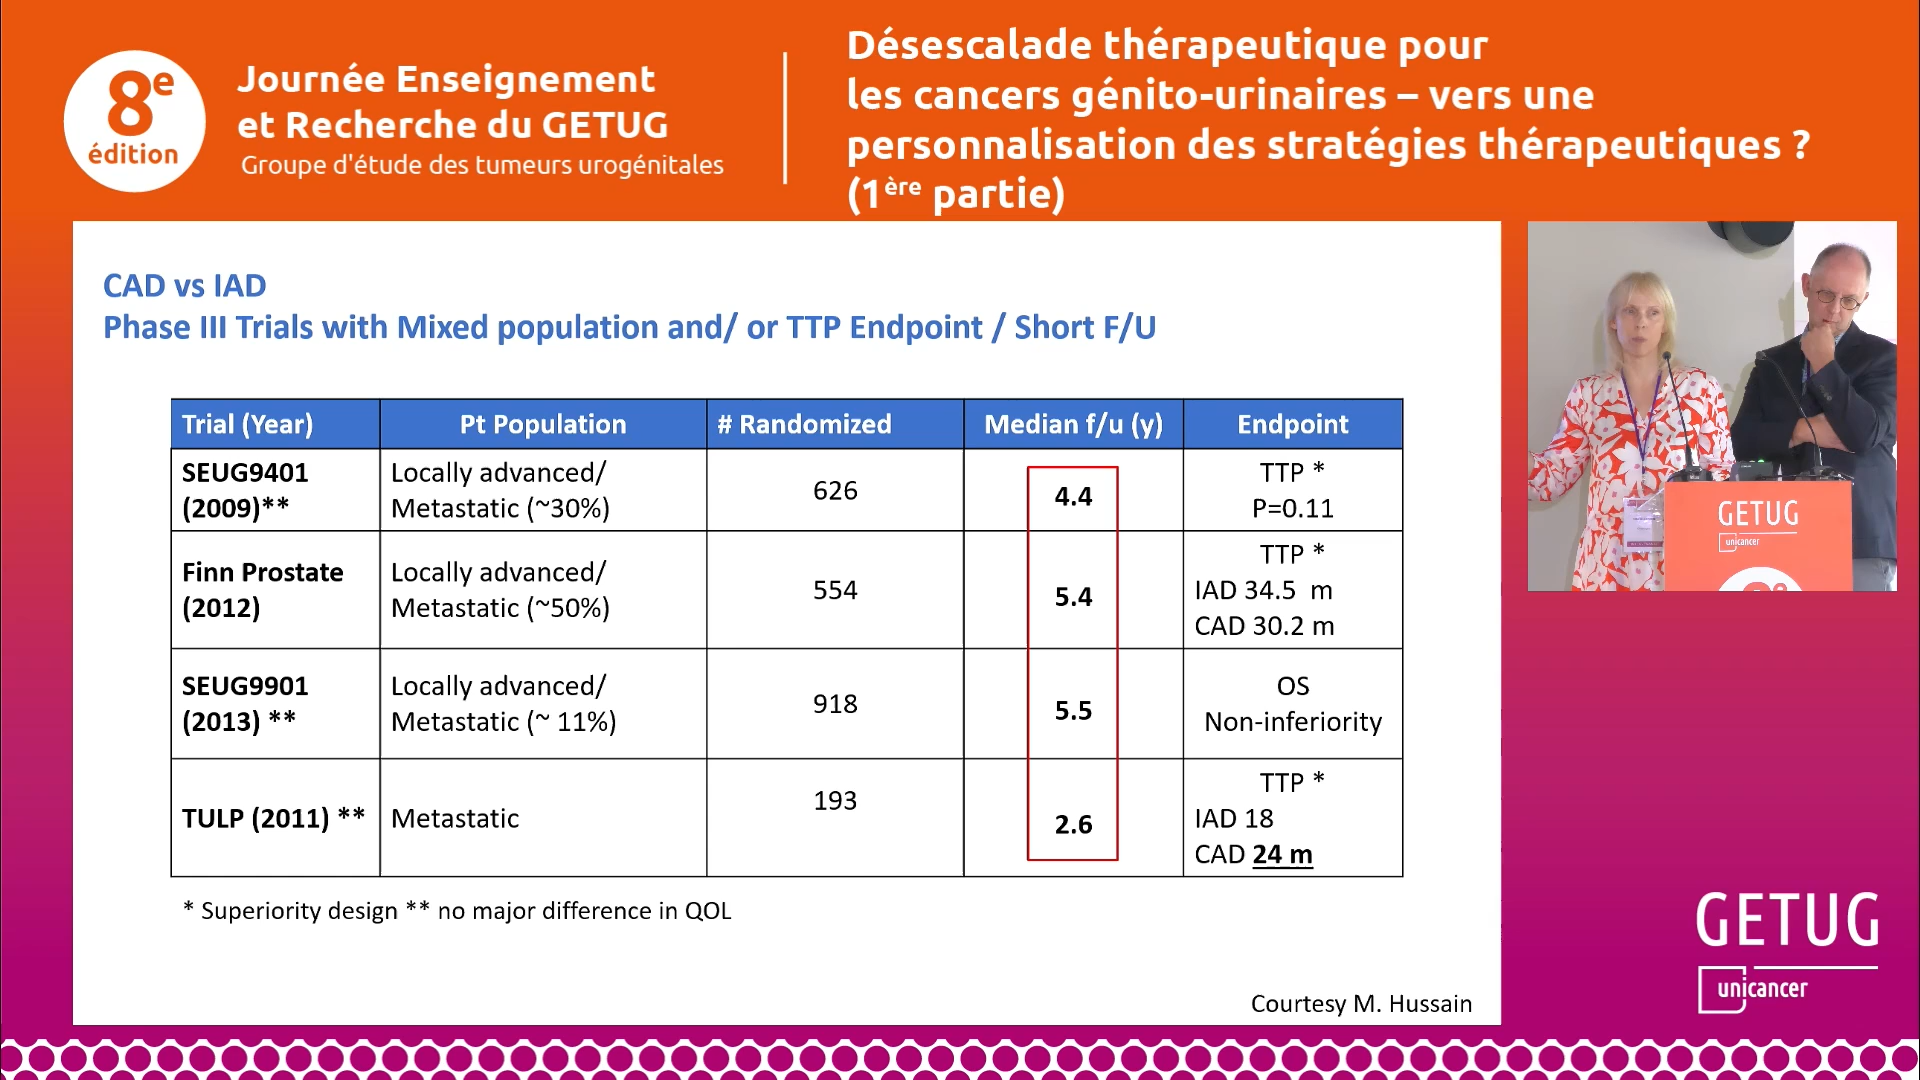 8e
édition
Journée Enseignement
et Recherche du GETUG
Groupe d'étude des tumeurs urogénitales
Désescalade thérapeutique pour
les cancers génito-urinaires – vers une
personnalisation des stratégies thérapeutiques ?
(1ère partie)
CAD vs IAD
Phase III Trials with Mixed population and/ or TTP Endpoint / Short F/U
Trial (Year) Pt Population # Randomized Median f/u (y) Endpoint
SEUG9401
(2009)**
Locally advanced/
Metastatic (~30%)
626
4.4
TTP *
P=0.11
Finn Prostate
(2012)
Locally advanced/
Metastatic (~50%)
554
5.4
TTP *
IAD 34.5 m
CAD 30.2 m
SEUG9901
(2013) **
Locally advanced/
Metastatic (~ 11%)
918
5.5
OS
Non-inferiority
TULP (2011) **
Metastatic
193
2.6
TTP *
IAD 18
CAD 24 m
* Superiority design ** no major difference in QOL
Courtesy M. Hussain
GETUG
unicancer
GETUG
unicancer